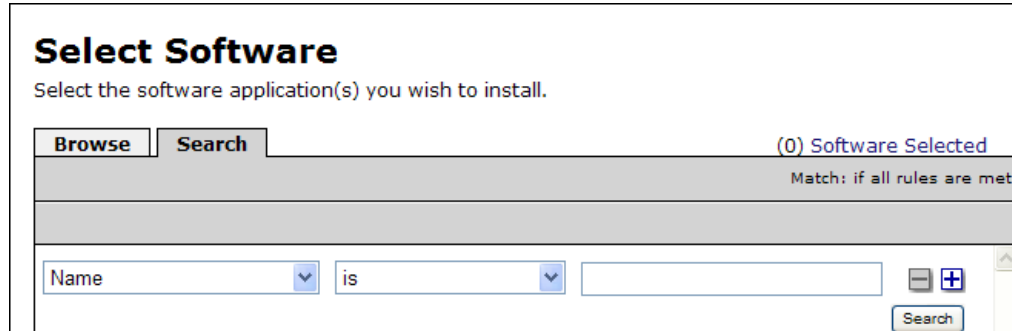 Select Software
Select the software application(s) you wish to install.
Browse Search (0) Software Selected
Match: if all rules are met
Name is
Search